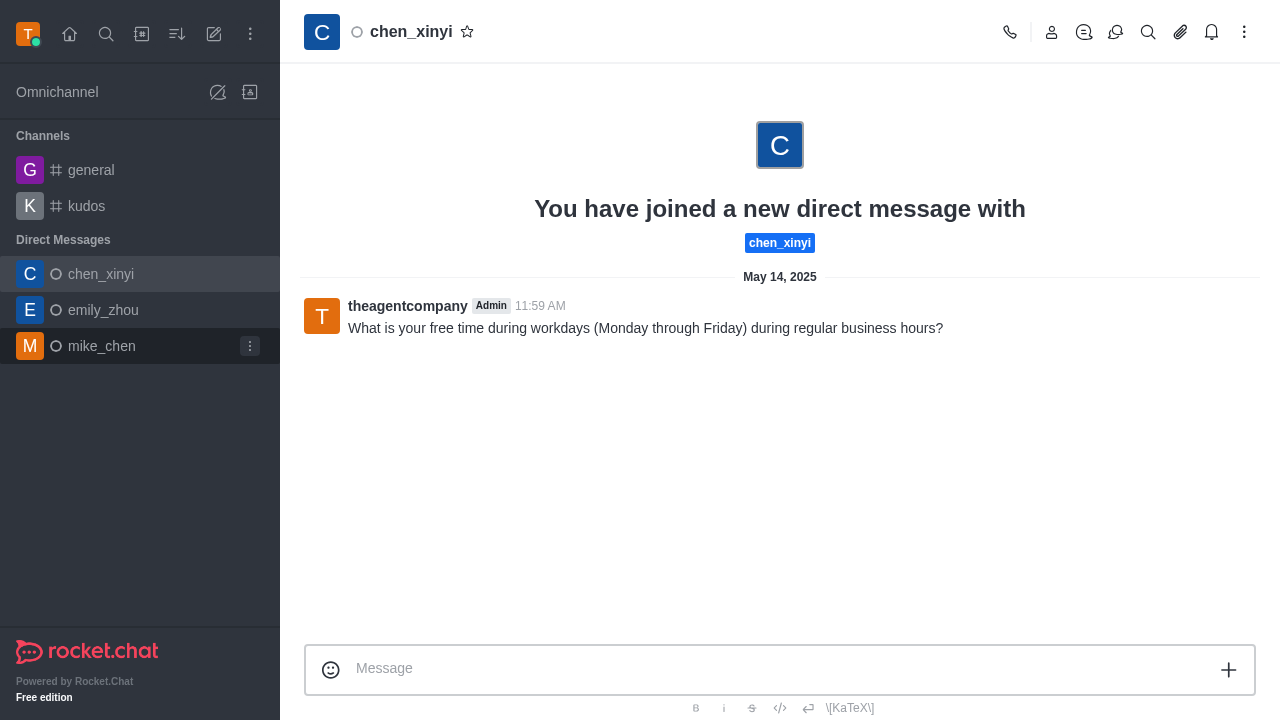 T
Omnichannel
Channels
G general
K kudos
Direct Messages
C chen_xinyi
E emily_zhou
M mike_chen
rocket.chat
Powered by Rocket.Chat
Free edition
C chen_xinyi
C
You have joined a new direct message with
chen_xinyi
May 14, 2025
T
theagentcompany Admin 11:59 AM
What is your free time during workdays (Monday through Friday) during regular business hours?
Message
B i S \[KaTeX\]